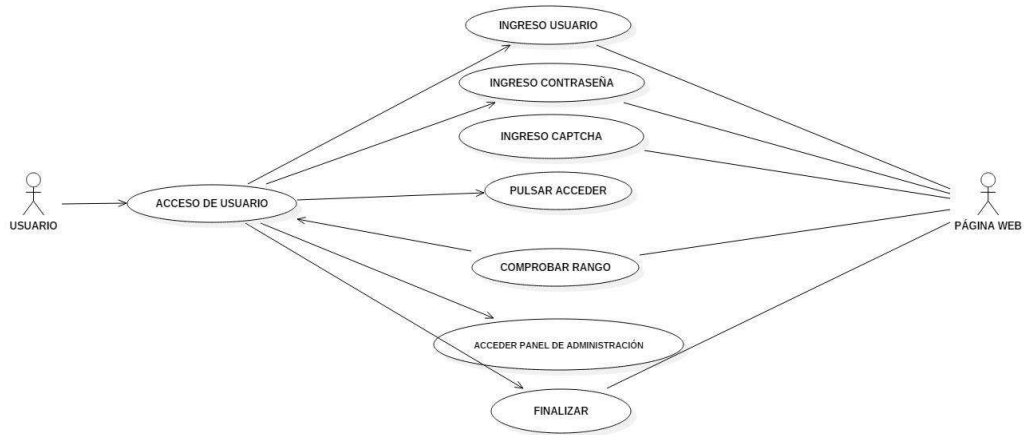 INGRESO USUARIO
INGRESO CONTRASEÑA
INGRESO CAPTCHA
PULSAR ACCEDER
ACCESO DE USUARIO
USUARIO
PÁGINA WEB
COMPROBAR RANGO
ACCEDER PANEL DE ADMINISTRACIÓN
FINALIZAR